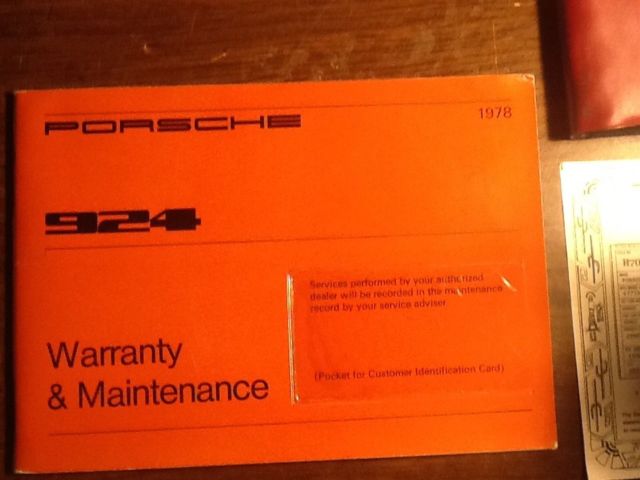 PORSCHE
1978
924
Services performed by your authorized
dealer will be recorded in the maintenance
record by your service adviser
(Pocket for Customer Identification Card)
Warranty
& Maintenance